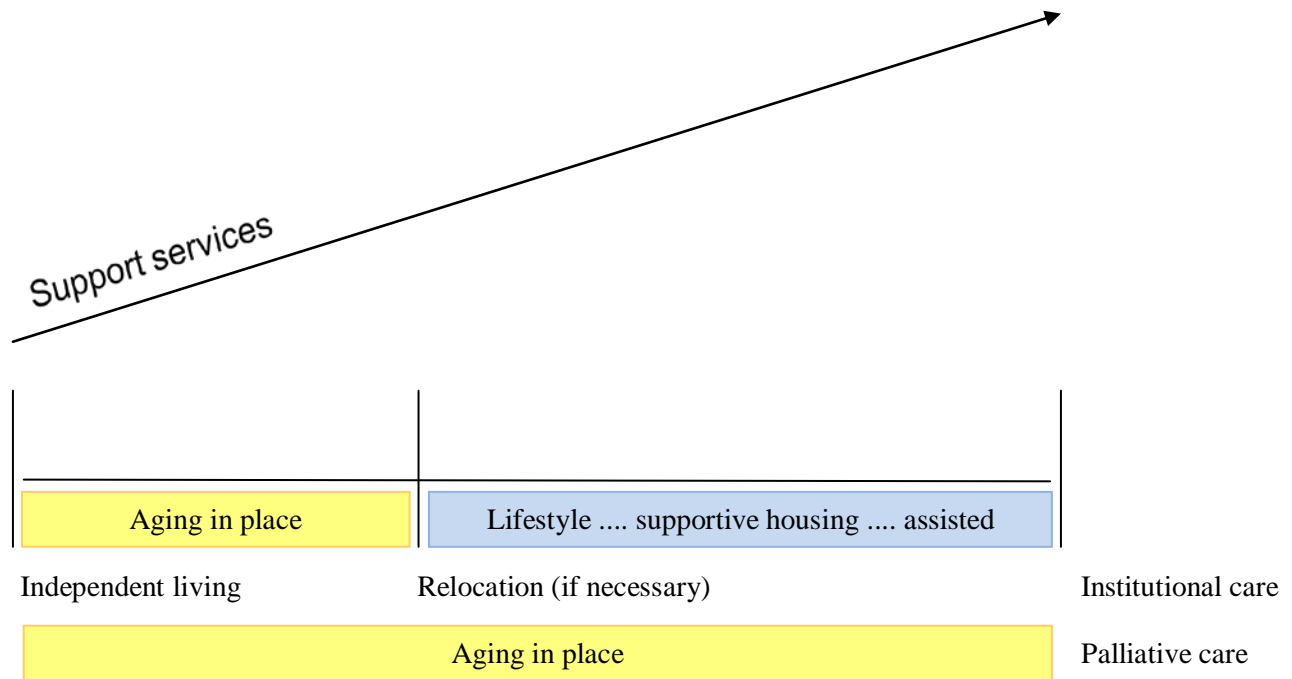 Support services
Aging in place
Lifestyle .... supportive housing .... assisted
Independent living
Relocation (if necessary)
Institutional care
Aging in place
Palliative care